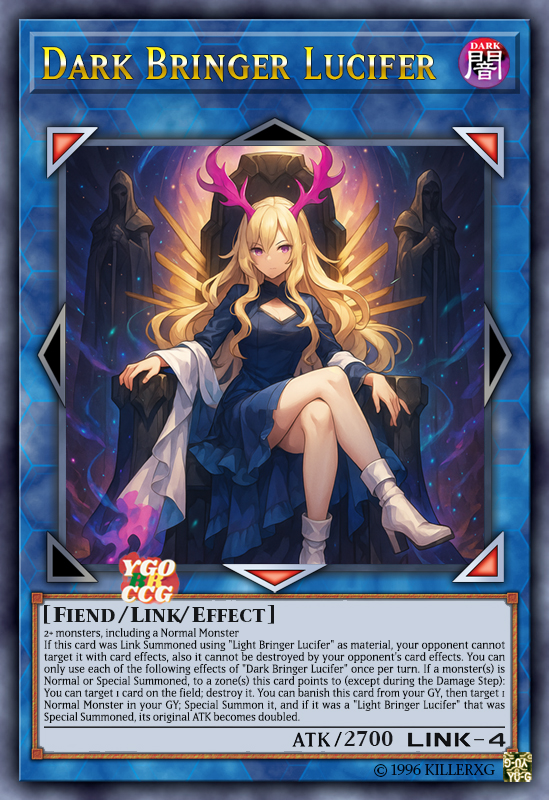 DARK BRINGER LUCIFER
DARK
闇
YGO
BR
CCG
[FIEND/LINK/EFFECT]
2+ monsters, including a Normal Monster
If this card was Link Summoned using "Light Bringer Lucifer" as material, your opponent cannot
target it with card effects, also it cannot be destroyed by your opponent's card effects. You can
only use each of the following effects of "Dark Bringer Lucifer" once per turn. If a monster(s) is
Normal or Special Summoned, to a zone(s) this card points to (except during the Damage Step):
You can target 1 card on the field; destroy it. You can banish this card from your GY, then target 1
Normal Monster in your GY; Special Summon it, and if it was a "Light Bringer Lucifer" that was
Special Summoned, its original ATK becomes doubled.
ATK/2700 LINK-4
© 1996 KILLERXG
YU-G